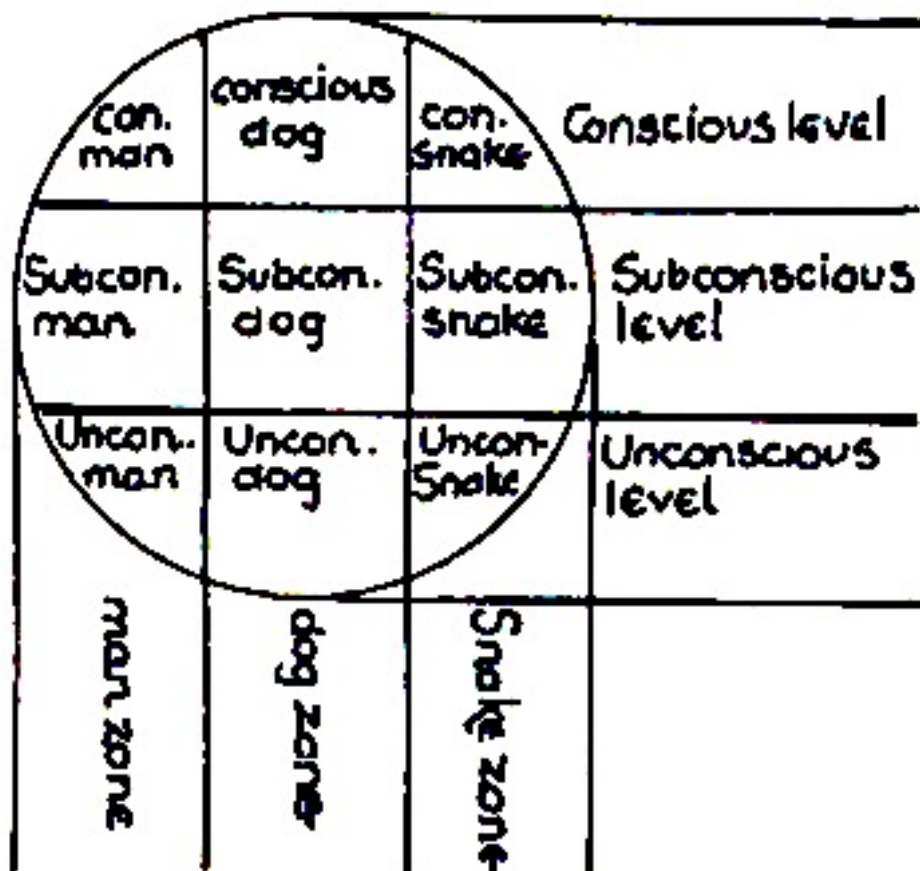 con.
man
conscious
dog
con.
snake
Conscious level
Subcon.
man
Subcon.
dog
Subcon.
snake
Subconscious
level
Uncon.
man
Uncon.
dog
Uncon-
Snake
Unconscious
level
man zone
dog zone
Snake zone